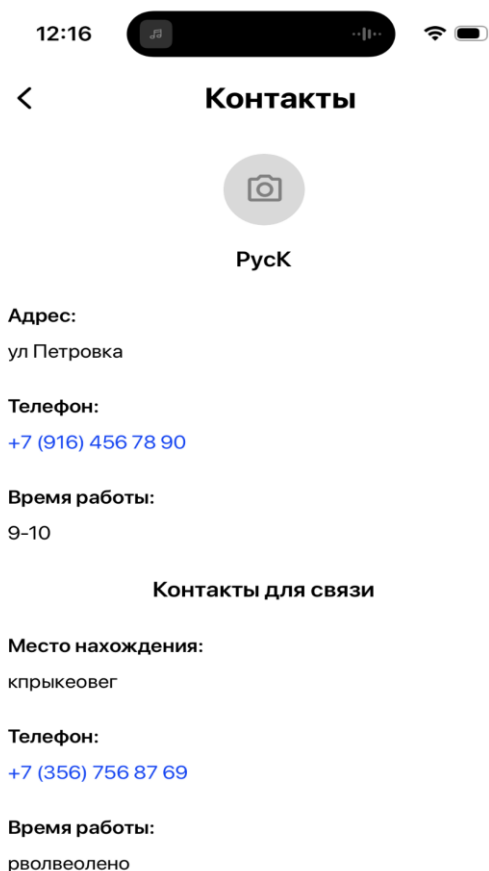 12:16
Контакты
РусК
Адрес:
ул Петровка
Телефон:
+7 (916) 456 78 90
Время работы:
9-10
Контакты для связи
Место нахождения:
кпрыкеовег
Телефон:
+7 (356) 756 87 69
Время работы:
рволвеолено